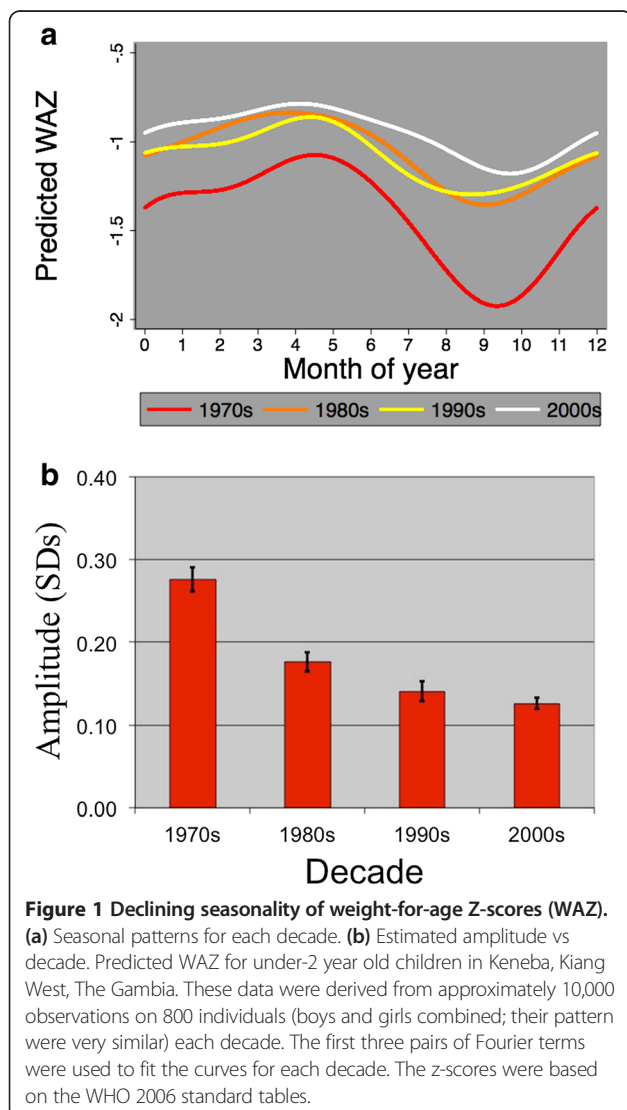 a
-.5
-1
-1.5
-2
Predicted WAZ
0 1 2 3 4 5 6 7 8 9 10 11 12
Month of year
1970s 1980s 1990s 2000s
b
0.40
0.30
0.20
0.10
0.00
Amplitude (SDs)
1970s 1980s 1990s 2000s
Decade
Figure 1 Declining seasonality of weight-for-age Z-scores (WAZ).
(a) Seasonal patterns for each decade. (b) Estimated amplitude vs
decade. Predicted WAZ for under-2 year old children in Keneba, Kiang
West, The Gambia. These data were derived from approximately 10,000
observations on 800 individuals (boys and girls combined; their pattern
were very similar) each decade. The first three pairs of Fourier terms
were used to fit the curves for each decade. The z-scores were based
on the WHO 2006 standard tables.